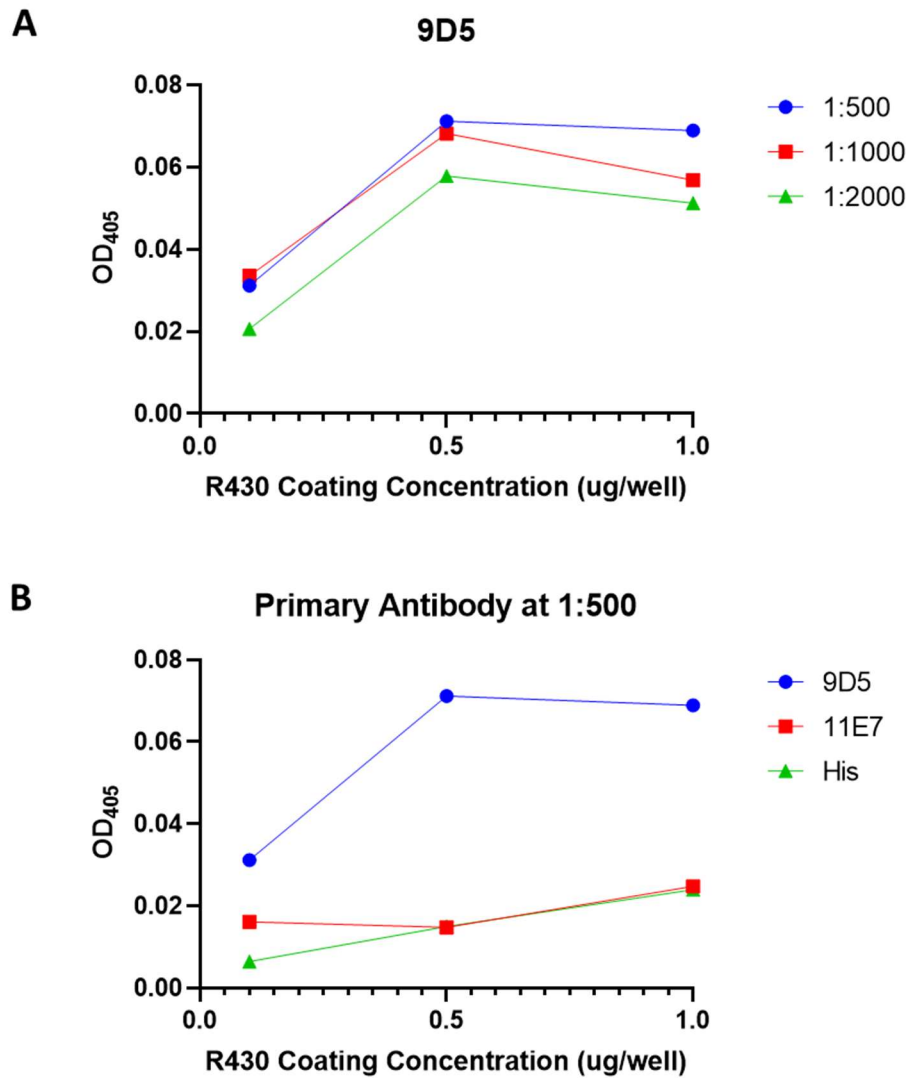 A
9D5
0.08
0.06
0.04
0.02
0.00
OD405
0.0
0.5
1.0
R430 Coating Concentration (ug/well)
1:500
1:1000
1:2000
B
Primary Antibody at 1:500
0.08
0.06
0.04
0.02
0.00
OD405
0.0
0.5
1.0
R430 Coating Concentration (ug/well)
9D5
11E7
His